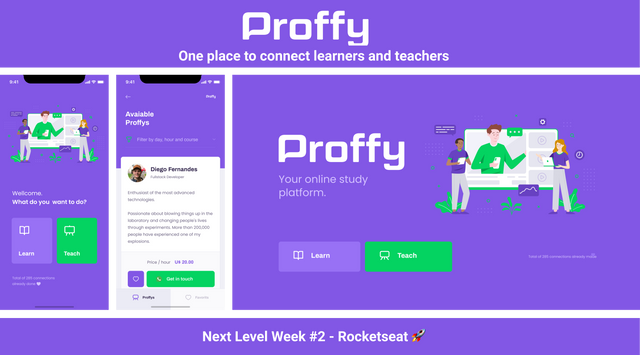 Proffy
One place to connect learners and teachers
9:41
Welcome.
What do you want to do?
Learn
Teach
Total of 285 connections
already done
9:41
Proffy
Avaiable
Proffys
Filter by day, hour and course
Diego Fernandes
Fullstack Developer
Enthusiast of the most advanced
technologies.
Passionate about blowing things up in the
laboratory and changing people's lives
through experiments. More than 200,000
people have experienced one of my
explosions.
Price / hour U$ 20.00
Get in touch
Proffys
Favorits
Proffy
Your online study
platform.
Learn
Teach
Total of 285 connections already
Next Level Week #2 - Rocketseat 🚀